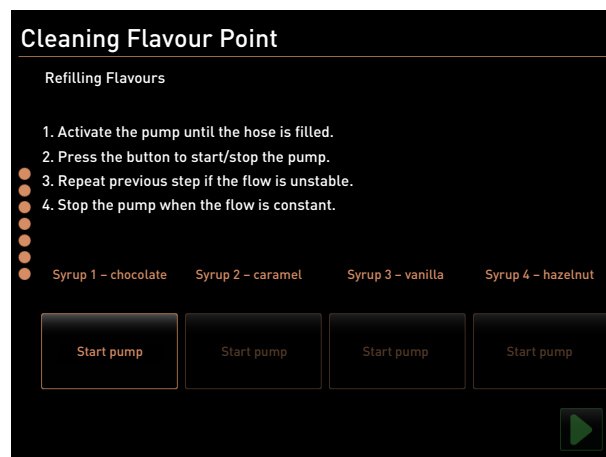 Cleaning Flavour Point
Refilling Flavours
1. Activate the pump until the hose is filled.
2. Press the button to start/stop the pump.
3. Repeat previous step if the flow is unstable.
4. Stop the pump when the flow is constant.
Syrup 1 – chocolate Syrup 2 – caramel Syrup 3 – vanilla Syrup 4 – hazelnut
Start pump Start pump Start pump Start pump